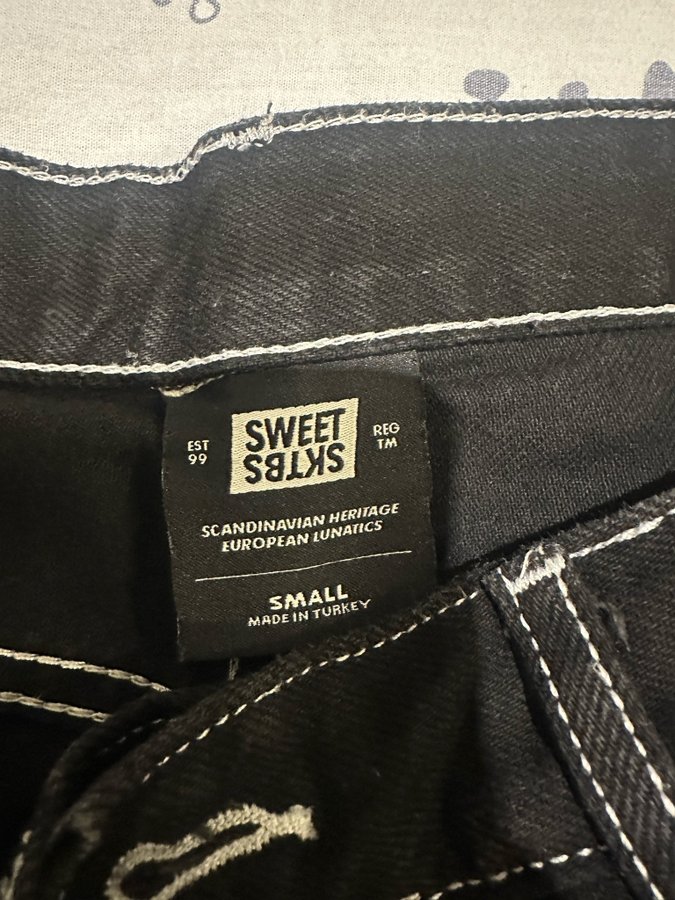 EST
99
SWEET
SKTBS
REG
TM
SCANDINAVIAN HERITAGE
EUROPEAN LUNATICS
SMALL
MADE IN TURKEY